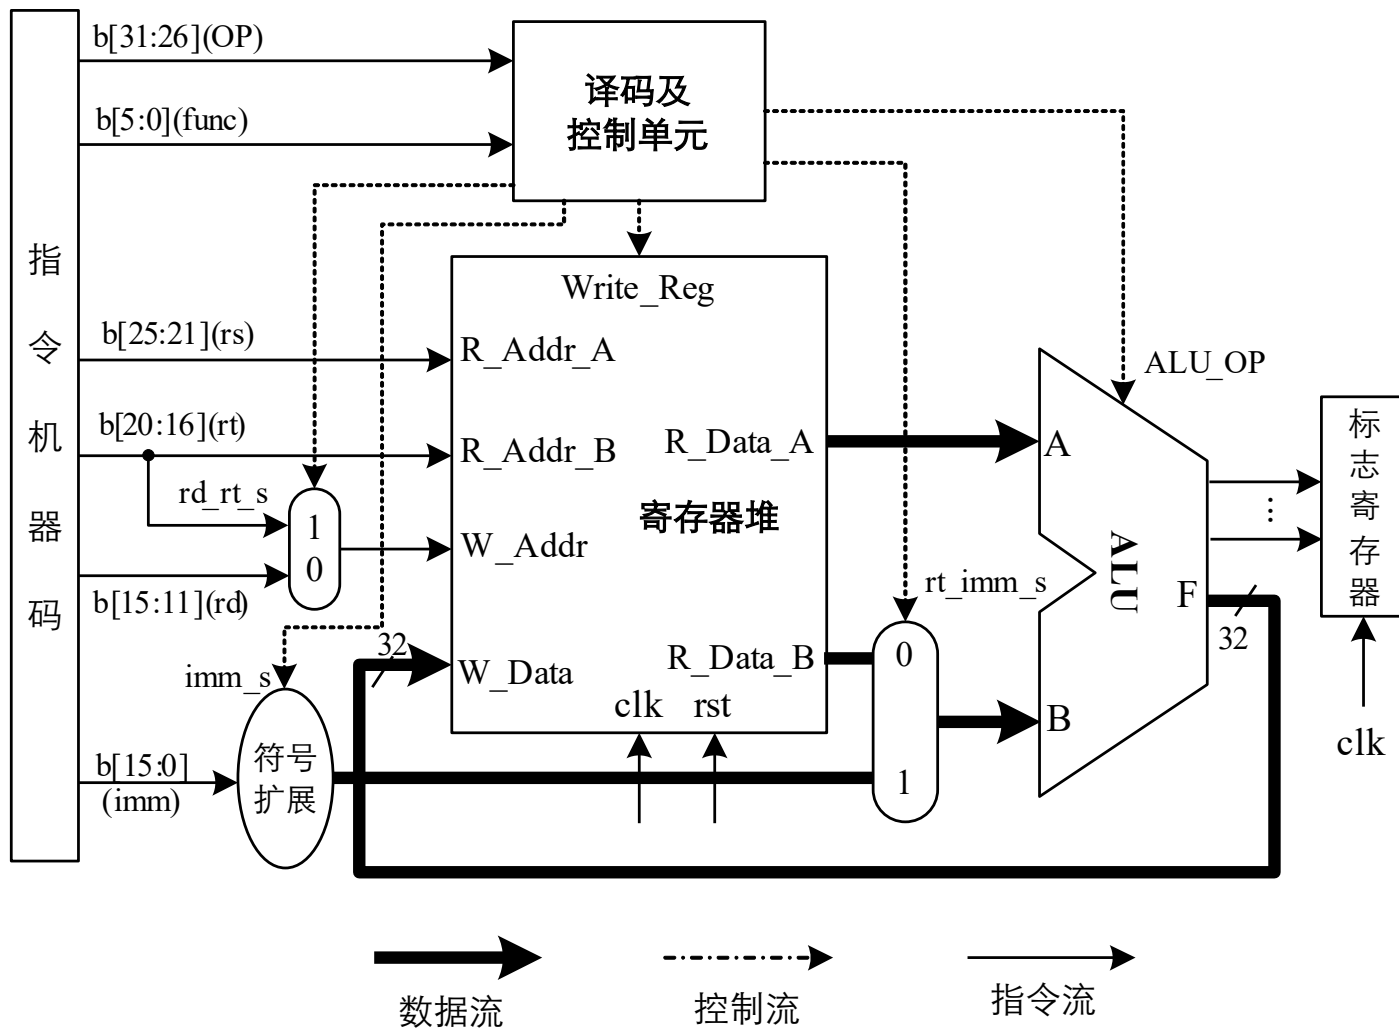 b[31:26](OP)
b[5:0](func)
译码及
控制单元
指
令
机
器
码
b[25:21](rs)
b[20:16](rt)
rd_rt_s
1
0
b[15:11](rd)
imm_s
符号
扩展
b[15:0]
(imm)
Write_Reg
R_Addr_A
R_Addr_B
W_Addr
W_Data
32
R_Data_A
寄存器堆
R_Data_B
clk
rst
rt_imm_s
0
1
ALU_OP
A
B
ALU
F
32
...
标
志
寄
存
器
clk
数据流
控制流
指令流